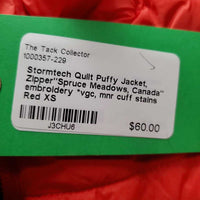 The Tack Collector
1000357-229
Stormtech Quilt Puffy Jacket,
Zipper"Spruce Meadows, Canada"
embroidery *vgc, mnr cuff stains
Red XS
J3CHU6
$60.00